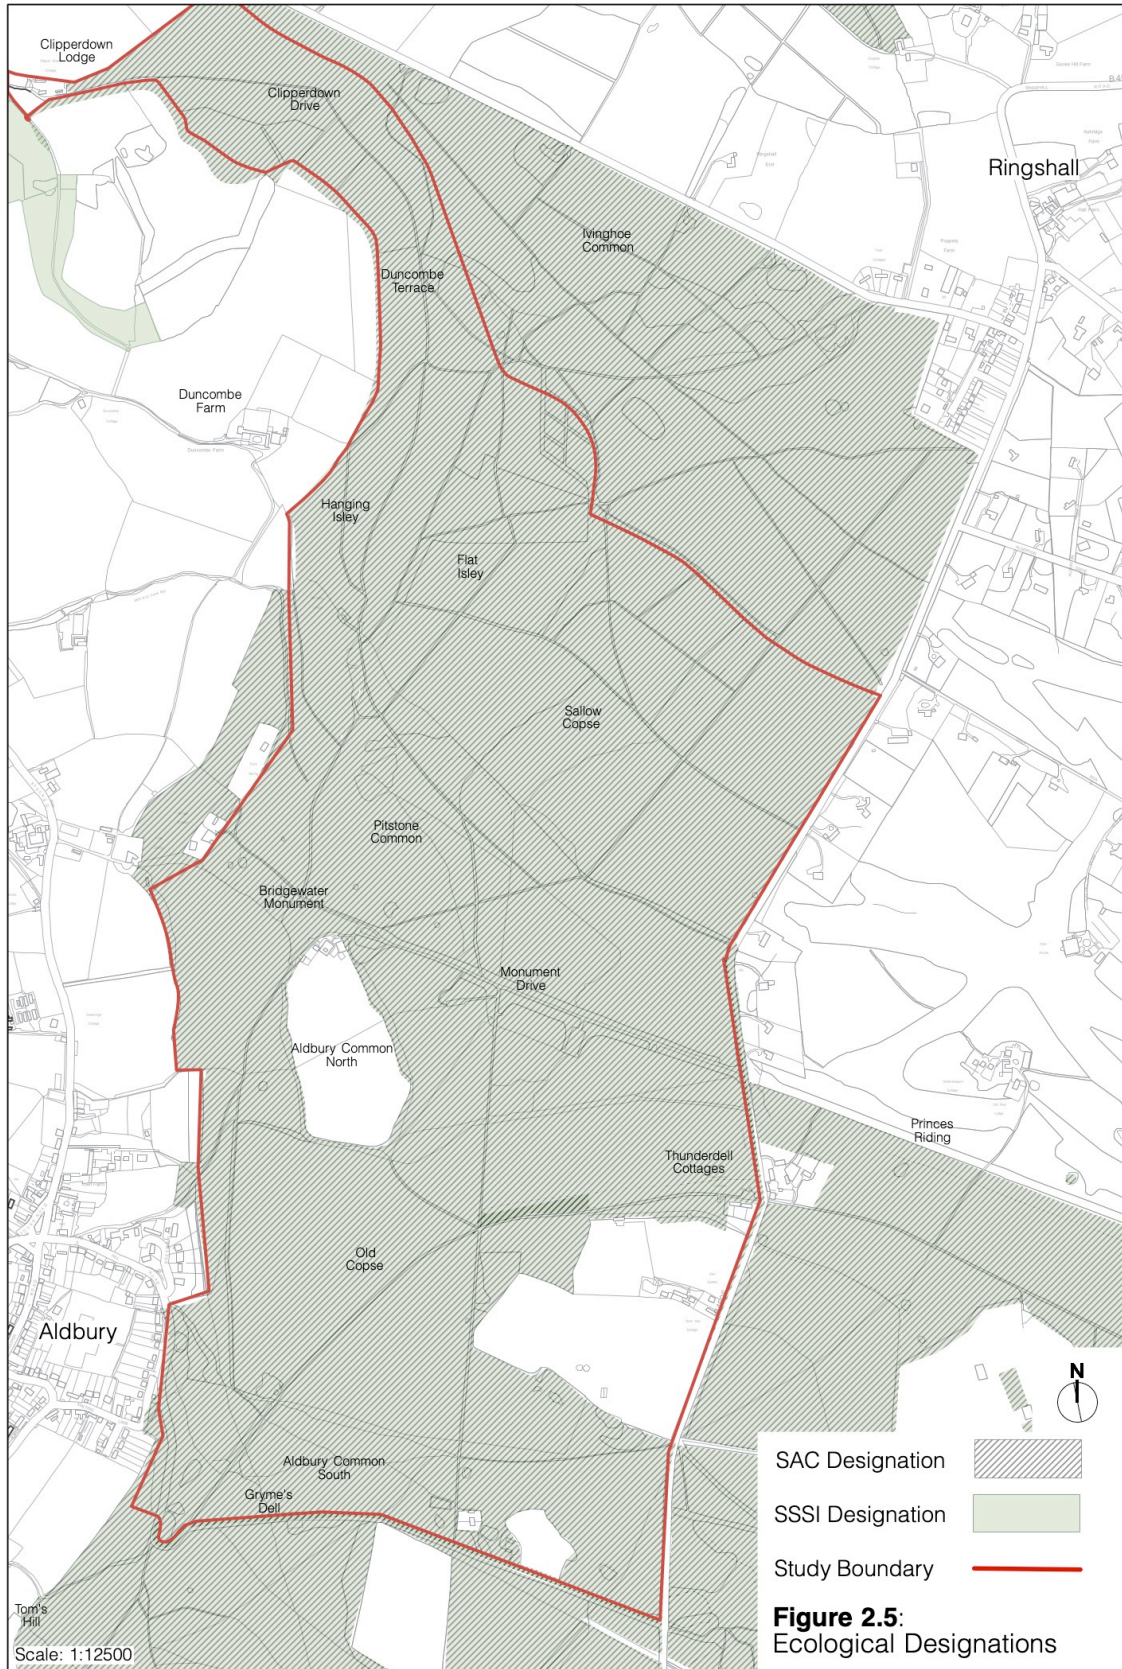 Clipperdown
Lodge
Clipperdown
Drive
Ringshall
Ivinghoe
Common
Duncombe
Terrace
Duncombe
Farm
Hanging
Isley
Flat
Isley
Sallow
Copse
Pitstone
Common
Bridgewater
Monument
Monument
Drive
Aldbury Common
North
Princes
Riding
Thunderdell
Cottages
Old
Copse
Aldbury
Aldbury Common
South
Gryme's
Dell
Tom's
Hill
Scale: 1:12500
N
SAC Designation
SSSI Designation
Study Boundary
Figure 2.5:
Ecological Designations